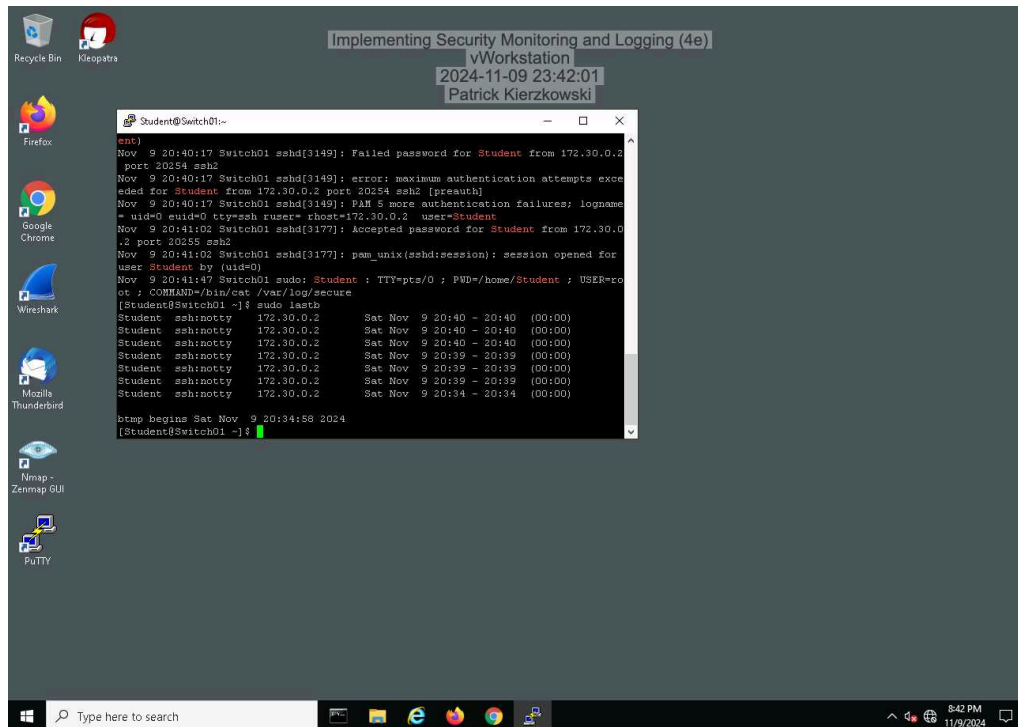 Implementing Security Monitoring and Logging (4e)
vWorkstation
2024-11-09 23:42:01
Patrick Kierzkowski
Recycle Bin
Kleopatra
Firefox
Google
Chrome
Wireshark
Mozilla
Thunderbird
Nmap -
Zenmap GUI
PuTTY
Student@Switch01:~
ent)
Nov  9 20:40:17 Switch01 sshd[3149]: Failed password for Student from 172.30.0.2
 port 20254 ssh2
Nov  9 20:40:17 Switch01 sshd[3149]: error: maximum authentication attempts exce
eded for Student from 172.30.0.2 port 20254 ssh2 [preauth]
Nov  9 20:40:17 Switch01 sshd[3149]: PAM 5 more authentication failures; logname
= uid=0 euid=0 tty=ssh ruser= rhost=172.30.0.2  user=Student
Nov  9 20:41:02 Switch01 sshd[3177]: Accepted password for Student from 172.30.0
.2 port 20255 ssh2
Nov  9 20:41:02 Switch01 sshd[3177]: pam_unix(sshd:session): session opened for
user Student by (uid=0)
Nov  9 20:41:47 Switch01 sudo: Student : TTY=pts/0 ; PWD=/home/Student ; USER=ro
ot ; COMMAND=/bin/cat /var/log/secure
[Student@Switch01 ~]$ sudo lastb
Student  ssh:notty    172.30.0.2       Sat Nov  9 20:40 - 20:40  (00:00)
Student  ssh:notty    172.30.0.2       Sat Nov  9 20:40 - 20:40  (00:00)
Student  ssh:notty    172.30.0.2       Sat Nov  9 20:40 - 20:40  (00:00)
Student  ssh:notty    172.30.0.2       Sat Nov  9 20:39 - 20:39  (00:00)
Student  ssh:notty    172.30.0.2       Sat Nov  9 20:39 - 20:39  (00:00)
Student  ssh:notty    172.30.0.2       Sat Nov  9 20:39 - 20:39  (00:00)
Student  ssh:notty    172.30.0.2       Sat Nov  9 20:34 - 20:34  (00:00)
btmp begins Sat Nov  9 20:34:58 2024
[Student@Switch01 ~]$
Type here to search
8:42 PM
11/9/2024